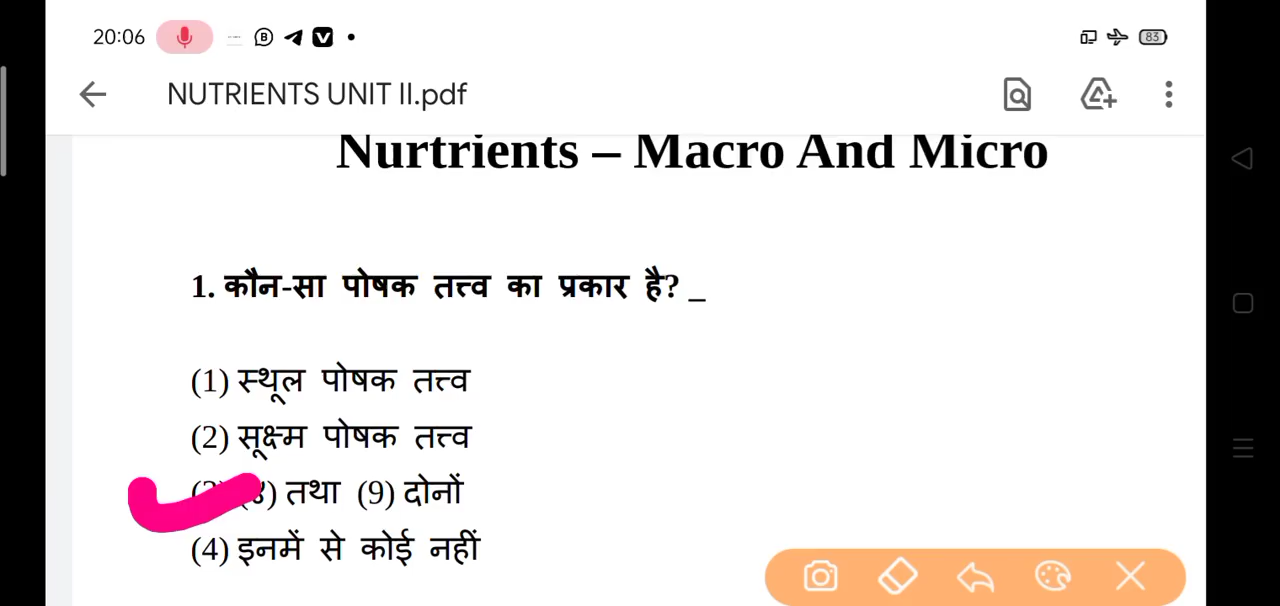 20:06 83
NUTRIENTS UNIT II.pdf
Nurtrients – Macro And Micro
1. कौन-सा पोषक तत्त्व का प्रकार है? _
(1) स्थूल पोषक तत्त्व
(2) सूक्ष्म पोषक तत्त्व
तथा (9) दोनों
(4) इनमें से कोई नहीं